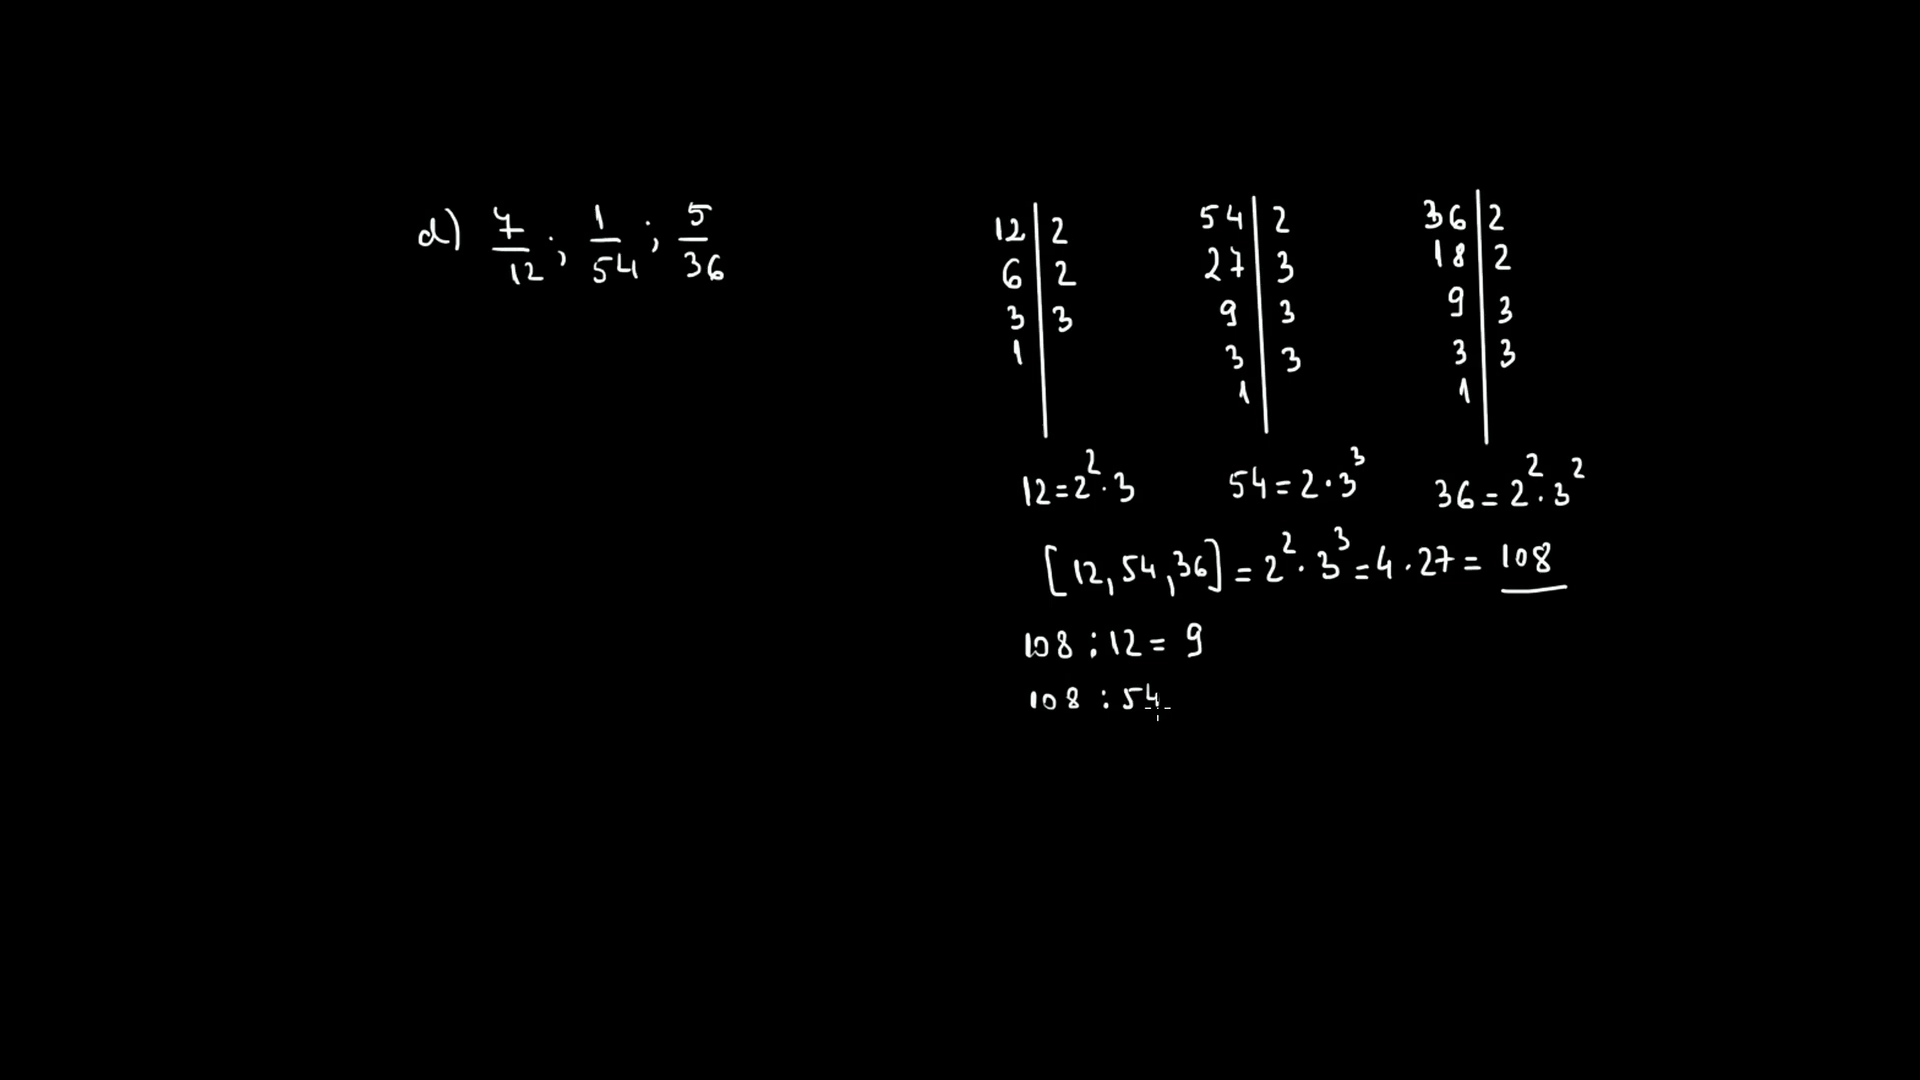 d) 7/12 ; 1/54 ; 5/36
12 | 2
6 | 2
3 | 3
1 |
54 | 2
27 | 3
9 | 3
3 | 3
1 |
36 | 2
18 | 2
9 | 3
3 | 3
1 |
12 = 2² · 3
54 = 2 · 3³
36 = 2² · 3²
[12, 54, 36] = 2² · 3³ = 4 · 27 = 108
108 : 12 = 9
108 : 54